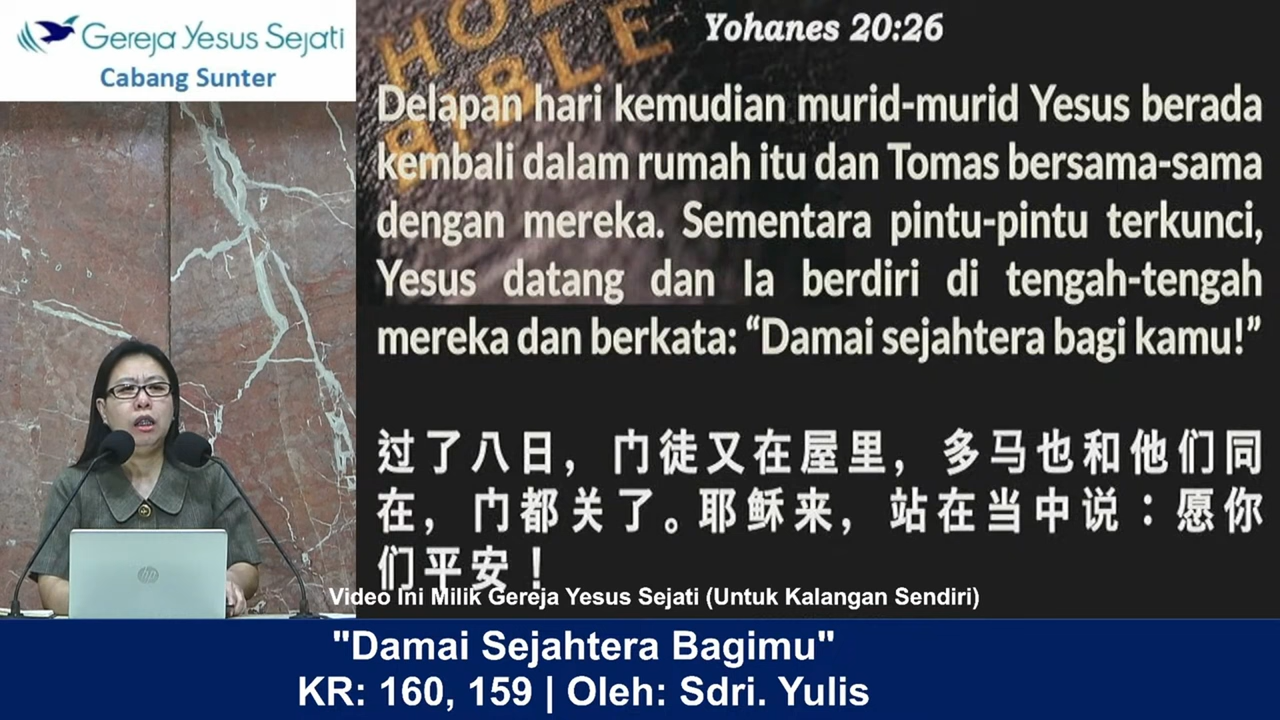 Gereja Yesus Sejati
Cabang Sunter
HOLY
BIBLE
Yohanes 20:26
Delapan hari kemudian murid-murid Yesus berada
kembali dalam rumah itu dan Tomas bersama-sama
dengan mereka. Sementara pintu-pintu terkunci,
Yesus datang dan Ia berdiri di tengah-tengah
mereka dan berkata: “Damai sejahtera bagi kamu!”
过了八日，门徒又在屋里，多马也和他们同
在，门都关了。耶稣来，站在当中说：愿你
们平安！
hp
Video Ini Milik Gereja Yesus Sejati (Untuk Kalangan Sendiri)
"Damai Sejahtera Bagimu"
KR: 160, 159 | Oleh: Sdri. Yulis